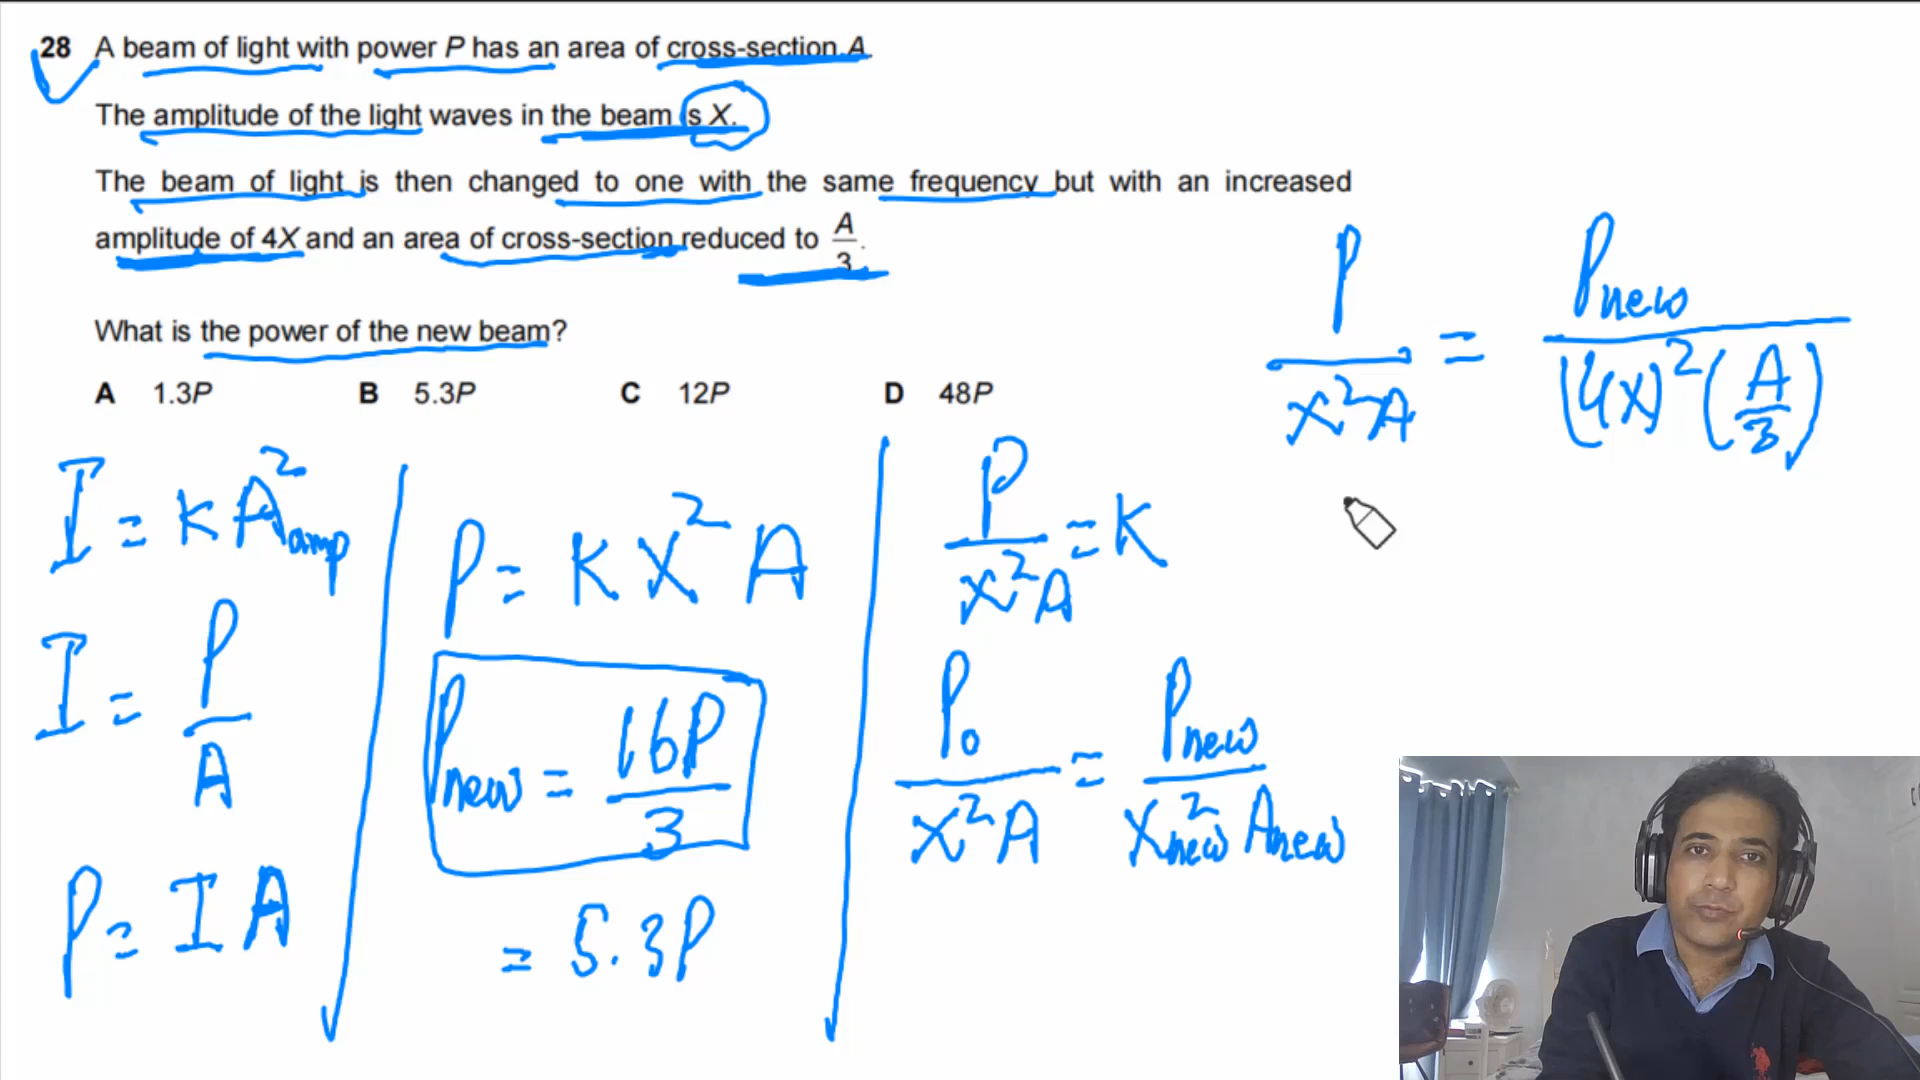 28 A beam of light with power P has an area of cross-section A
The amplitude of the light waves in the beam is X.
The beam of light is then changed to one with the same frequency but with an increased
amplitude of 4X and an area of cross-section reduced to A/3.
What is the power of the new beam?
A 1.3P B 5.3P C 12P D 48P
I = KA²amp
I = P/A
P = IA
P = KX²A
Pnew = 16P/3
= 5.3P
P/X²A = K
P₀/X²A = Pnew/X²new Anew
P/X²A = Pnew/(4X)²(A/3)